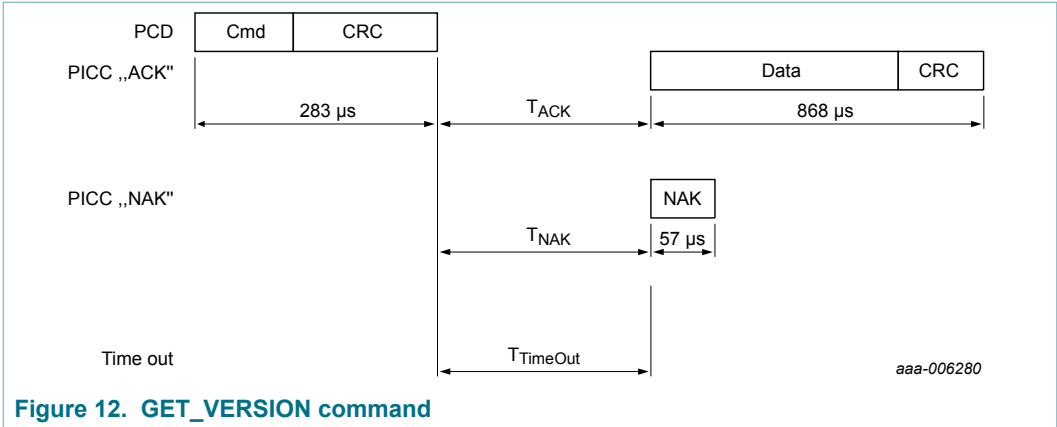 PCD Cmd CRC
PICC ,,ACK" Data CRC
283 µs TACK 868 µs
PICC ,,NAK" NAK
TNAK 57 µs
Time out TTimeOut aaa-006280
Figure 12. GET_VERSION command